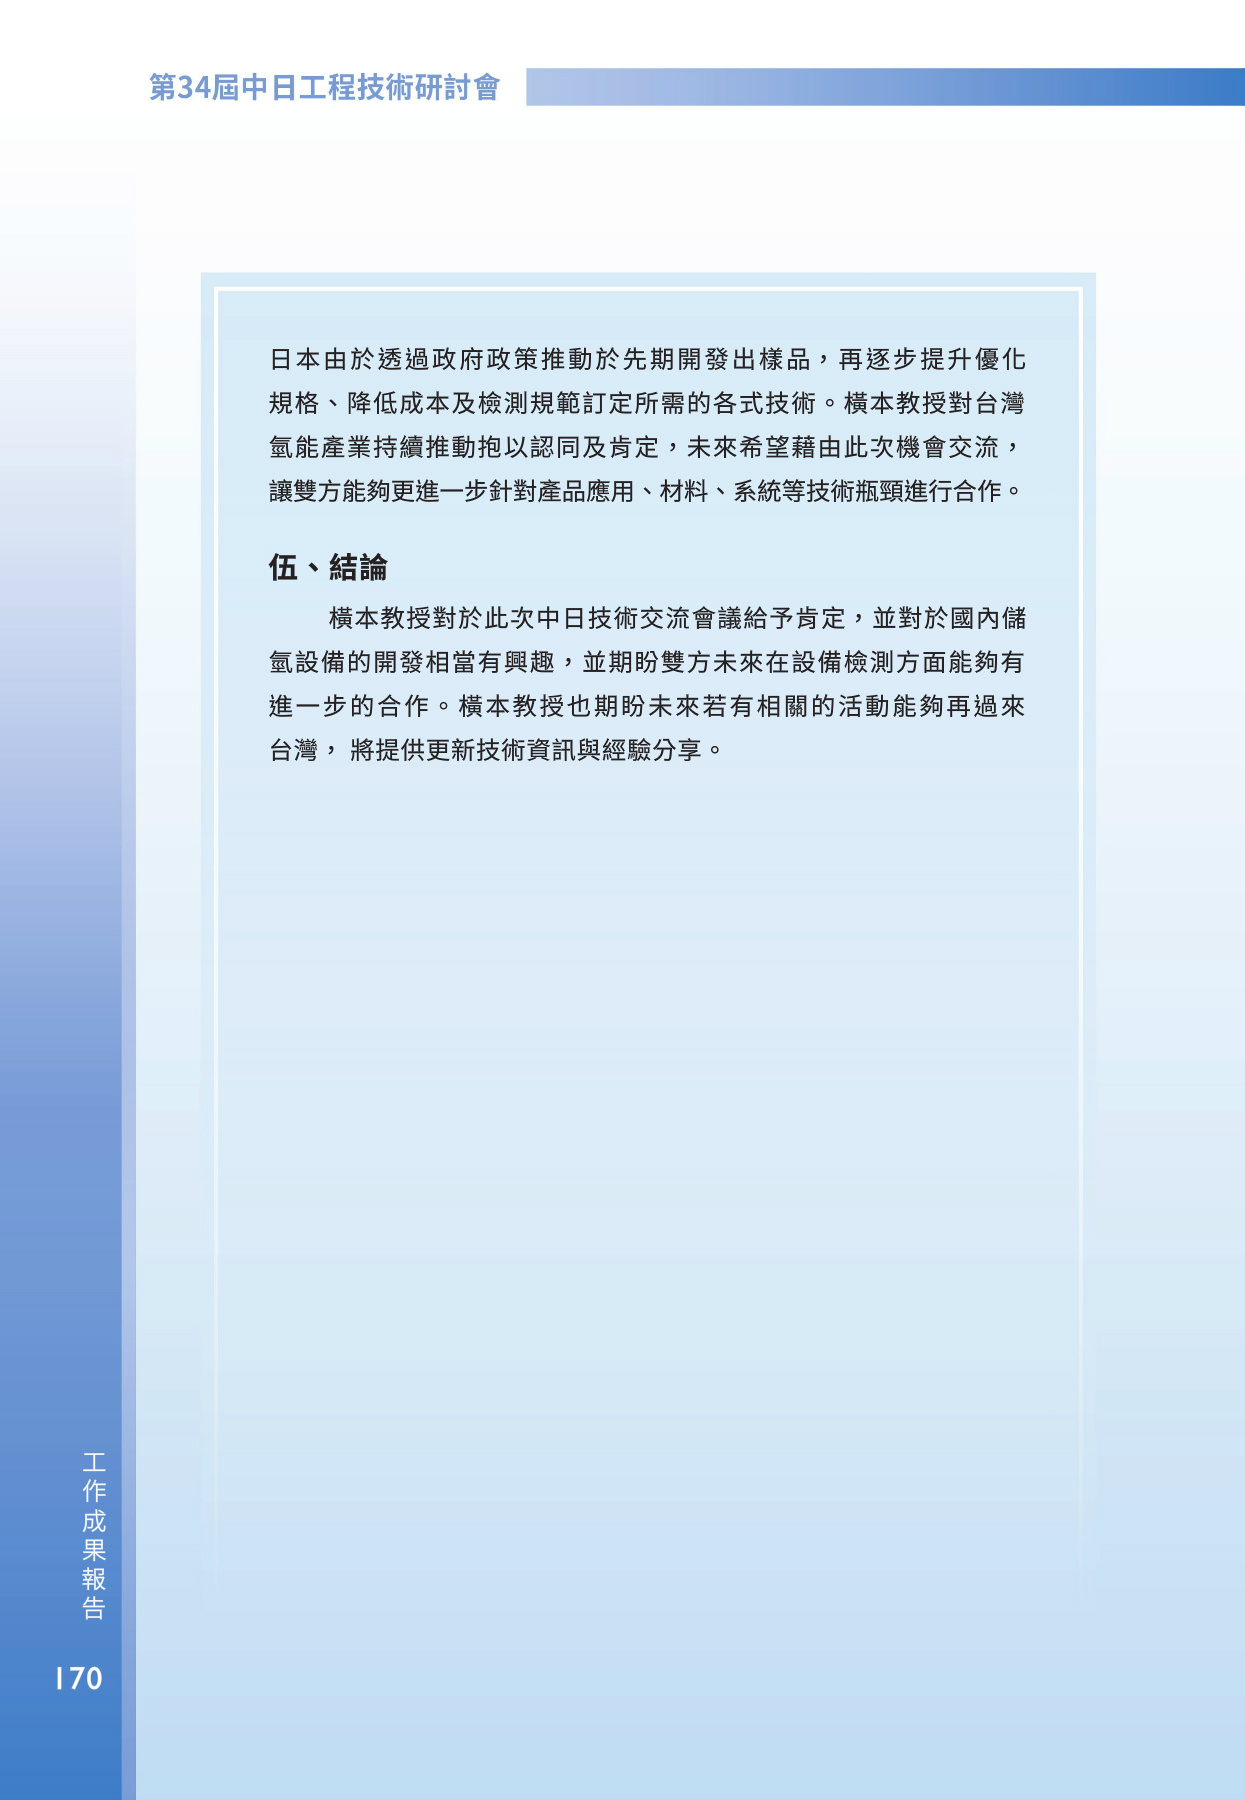 第34屆中日工程技術研討會
日本由於透過政府政策推動於先期開發出樣品，再逐步提升優化
規格、降低成本及檢測規範訂定所需的各式技術。橫本教授對台灣
氫能產業持續推動抱以認同及肯定，未來希望藉由此次機會交流，
讓雙方能夠更進一步針對產品應用、材料、系統等技術瓶頸進行合作。
伍、結論
橫本教授對於此次中日技術交流會議給予肯定，並對於國內儲
氫設備的開發相當有興趣，並期盼雙方未來在設備檢測方面能夠有
進一步的合作。橫本教授也期盼未來若有相關的活動能夠再過來
台灣， 將提供更新技術資訊與經驗分享。
工作成果報告
170